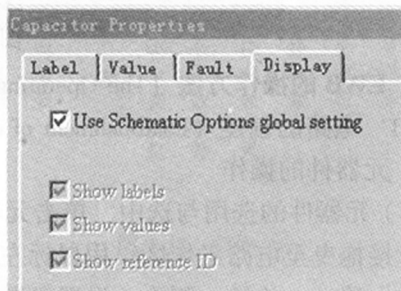 Capacitor Properties
Label Value Fault Display
Use Schematic Options global setting
Show labels
Show values
Show reference ID